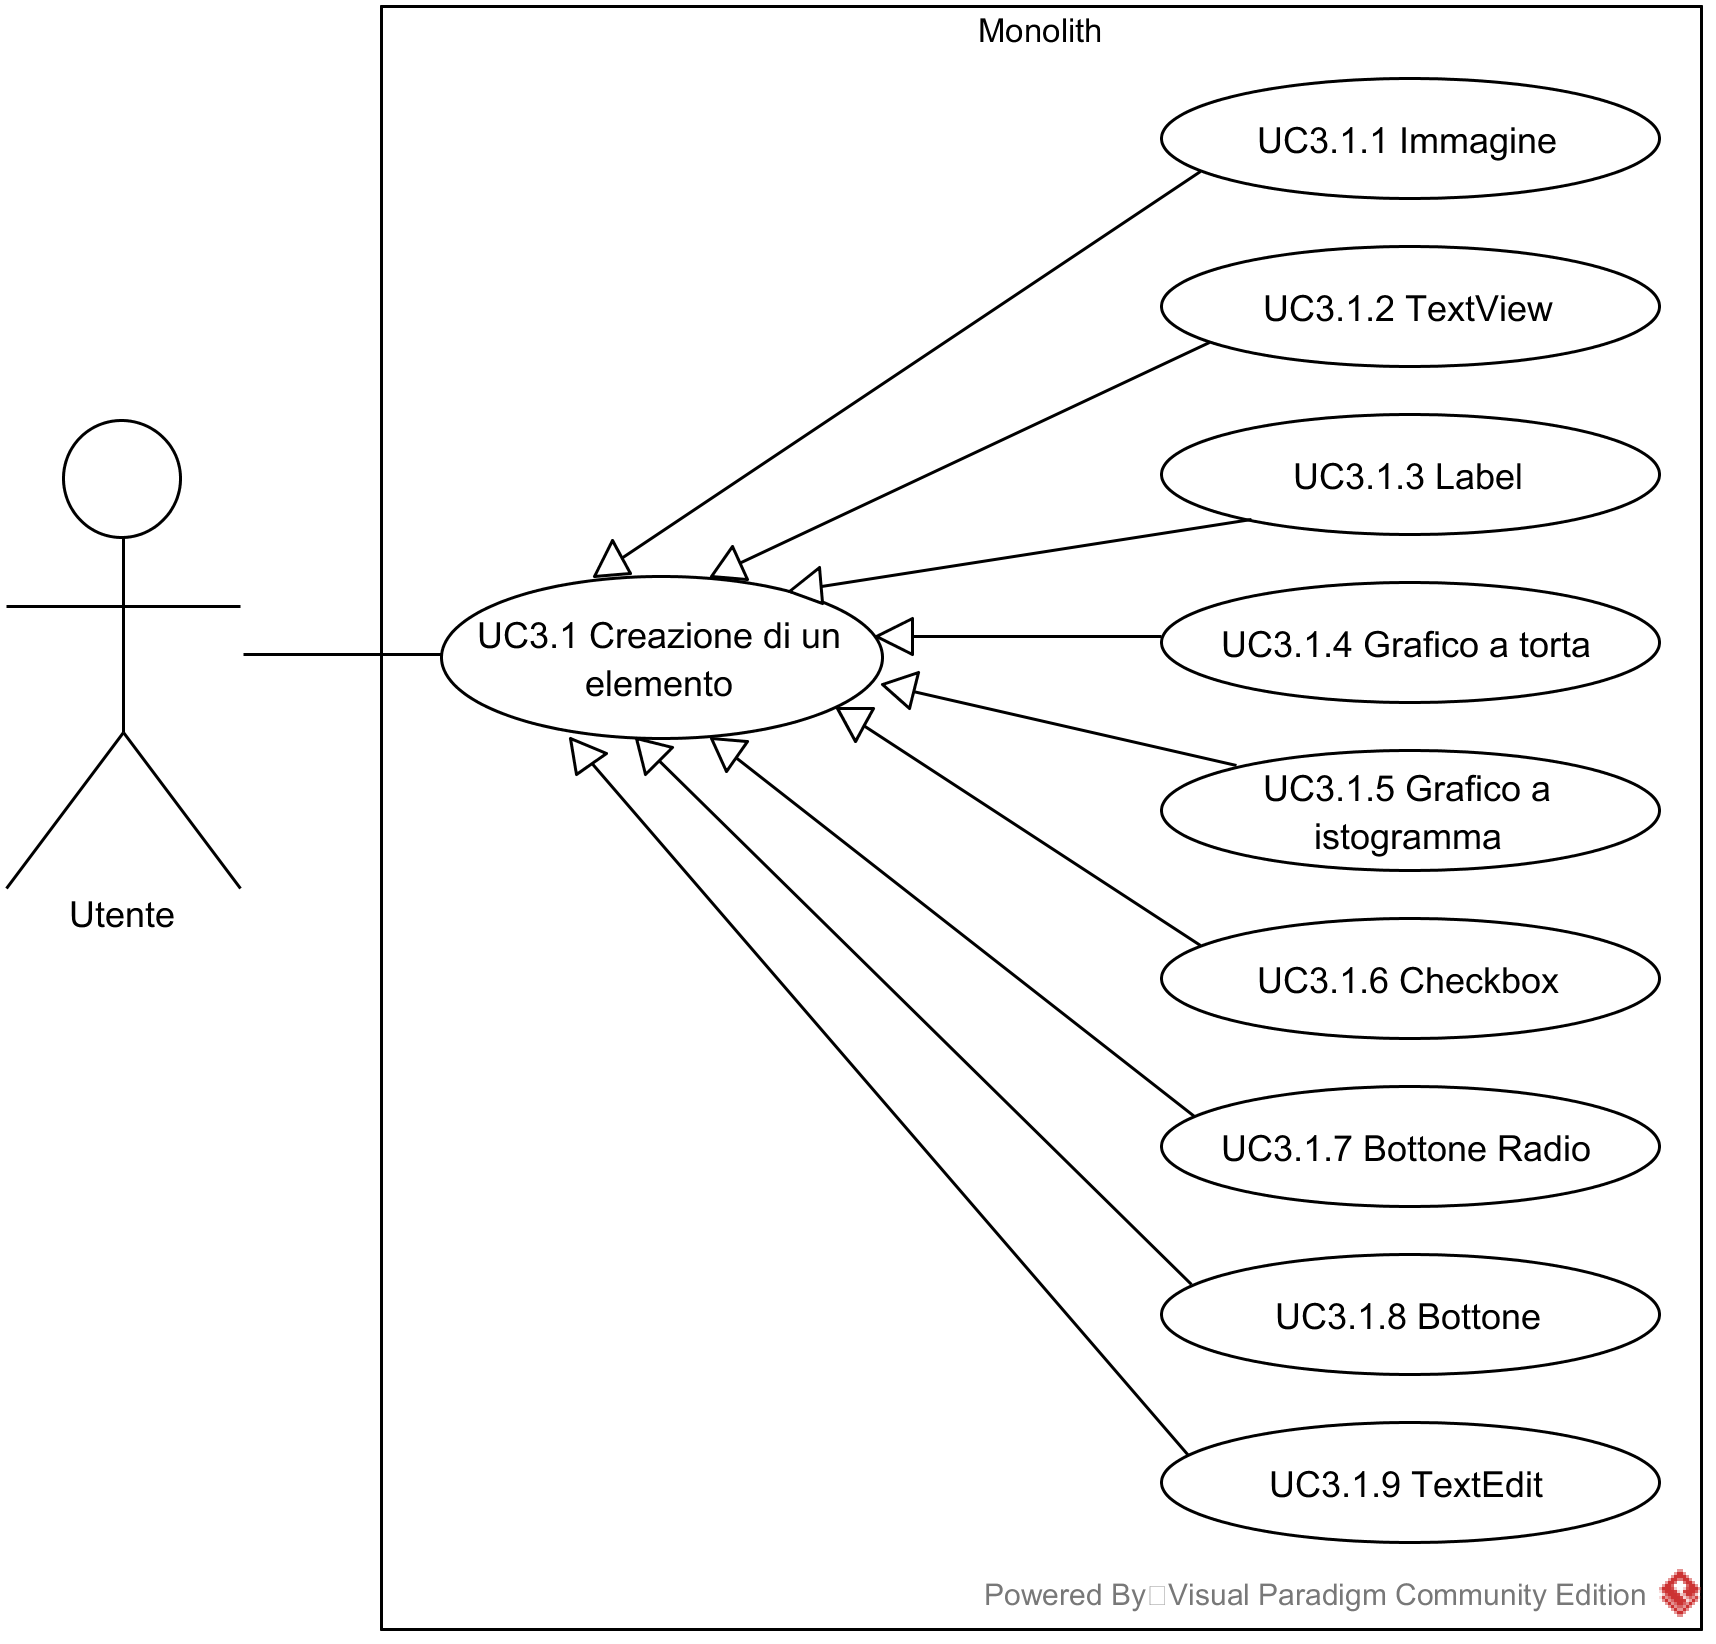 Monolith
UC3.1.1 Immagine
UC3.1.2 TextView
UC3.1.3 Label
UC3.1 Creazione di un
elemento
UC3.1.4 Grafico a torta
UC3.1.5 Grafico a
istogramma
Utente
UC3.1.6 Checkbox
UC3.1.7 Bottone Radio
UC3.1.8 Bottone
UC3.1.9 TextEdit
Powered By□Visual Paradigm Community Edition